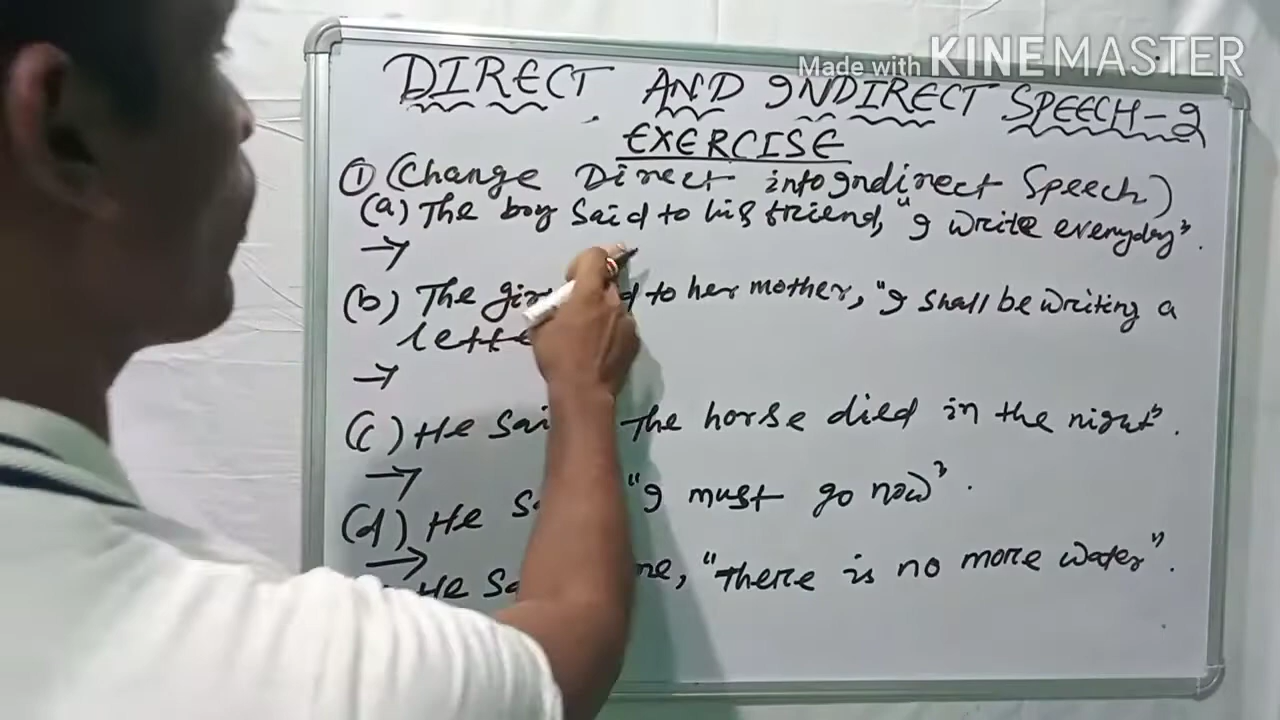 Made with KINEMASTER
DIRECT AND INDIRECT SPEECH-2
EXERCISE
① (Change Direct into Indirect Speech)
(a) The boy said to his friend, "I write everyday".
→
(b) The to her mother, "I shall be writing a
→
(c) He the horse died in the night".
→
(d) He "I must go now".
→
He "There is no more water".